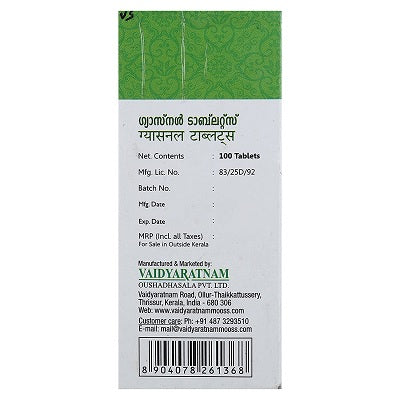 VS
ഗ്യാസ്നൾ ടാബ്‌ലറ്റ്സ്
ग्यासनल टाब्लट्स
Net. Contents : 100 Tablets
Mfg. Lic. No. : 83/25D/92
Batch No. :
Mfg. Date :
Exp. Date :
MRP (Incl. all Taxes) :
For Sale in Outside Kerala
Manufactured & Marketed by:
VAIDYARATNAM
OUSHADHASALA PVT. LTD.
Vaidyaratnam Road, Ollur-Thaikkattussery,
Thrissur, Kerala, India - 680 306
Web: www.vaidyaratnammooss.com
Customer care: Ph: +91 487 3293510
E-mail: mail@vaidyaratnammooss.com
8 904078 261368